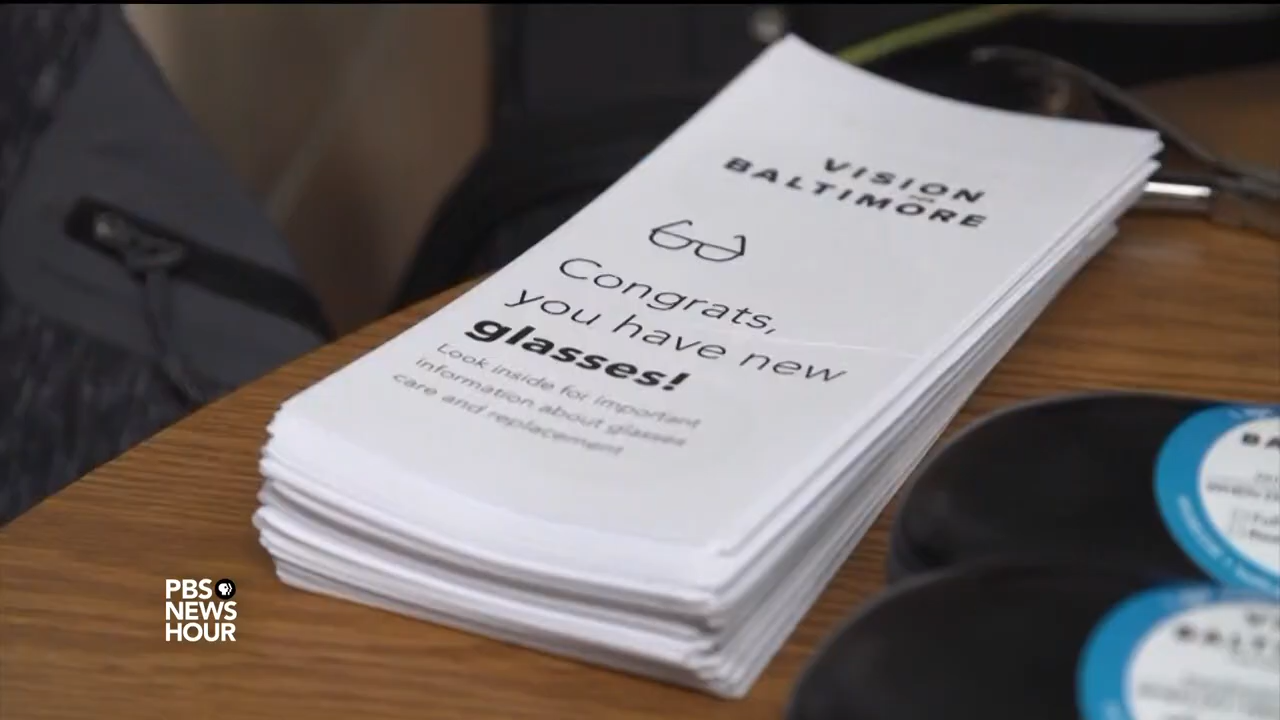 VISION
FOR
BALTIMORE
Congrats,
you have new
glasses!
Look inside for important
information about glasses
care and replacement
PBS
NEWS
HOUR